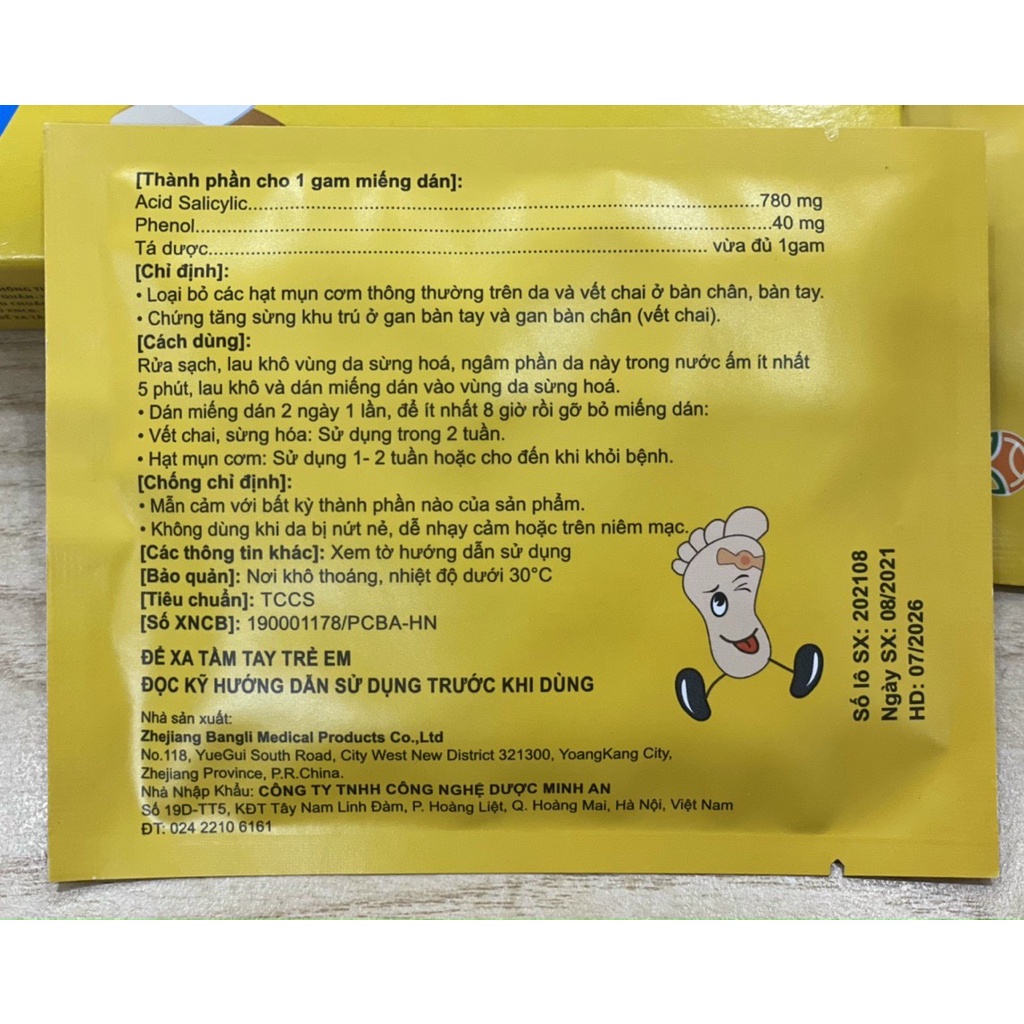 [Thành phần cho 1 gam miếng dán]:
Acid Salicylic..........................................................................................780 mg
Phenol....................................................................................................40 mg
Tá dược........................................................................................ vừa đủ 1gam
[Chỉ định]:
• Loại bỏ các hạt mụn cơm thông thường trên da và vết chai ở bàn chân, bàn tay.
• Chứng tăng sừng khu trú ở gan bàn tay và gan bàn chân (vết chai).
[Cách dùng]:
Rửa sạch, lau khô vùng da sừng hoá, ngâm phần da này trong nước ấm ít nhất
5 phút, lau khô và dán miếng dán vào vùng da sừng hoá.
• Dán miếng dán 2 ngày 1 lần, để ít nhất 8 giờ rồi gỡ bỏ miếng dán:
• Vết chai, sừng hóa: Sử dụng trong 2 tuần.
• Hạt mụn cơm: Sử dụng 1- 2 tuần hoặc cho đến khi khỏi bệnh.
[Chống chỉ định]:
• Mẫn cảm với bất kỳ thành phần nào của sản phẩm.
• Không dùng khi da bị nứt nẻ, dễ nhạy cảm hoặc trên niêm mạc.
[Các thông tin khác]: Xem tờ hướng dẫn sử dụng
[Bảo quản]: Nơi khô thoáng, nhiệt độ dưới 30°C
[Tiêu chuẩn]: TCCS
[Số XNCB]: 190001178/PCBA-HN
ĐỂ XA TẦM TAY TRẺ EM
ĐỌC KỸ HƯỚNG DẪN SỬ DỤNG TRƯỚC KHI DÙNG
Nhà sản xuất:
Zhejiang Bangli Medical Products Co.,Ltd
No.118, YueGui South Road, City West New District 321300, YoangKang City,
Zhejiang Province, P.R.China.
Nhà Nhập Khẩu: CÔNG TY TNHH CÔNG NGHỆ DƯỢC MINH AN
Số 19D-TT5, KĐT Tây Nam Linh Đàm, P. Hoàng Liệt, Q. Hoàng Mai, Hà Nội, Việt Nam
ĐT: 024 2210 6161
Số lô SX: 202108
Ngày SX: 08/2021
HD: 07/2026